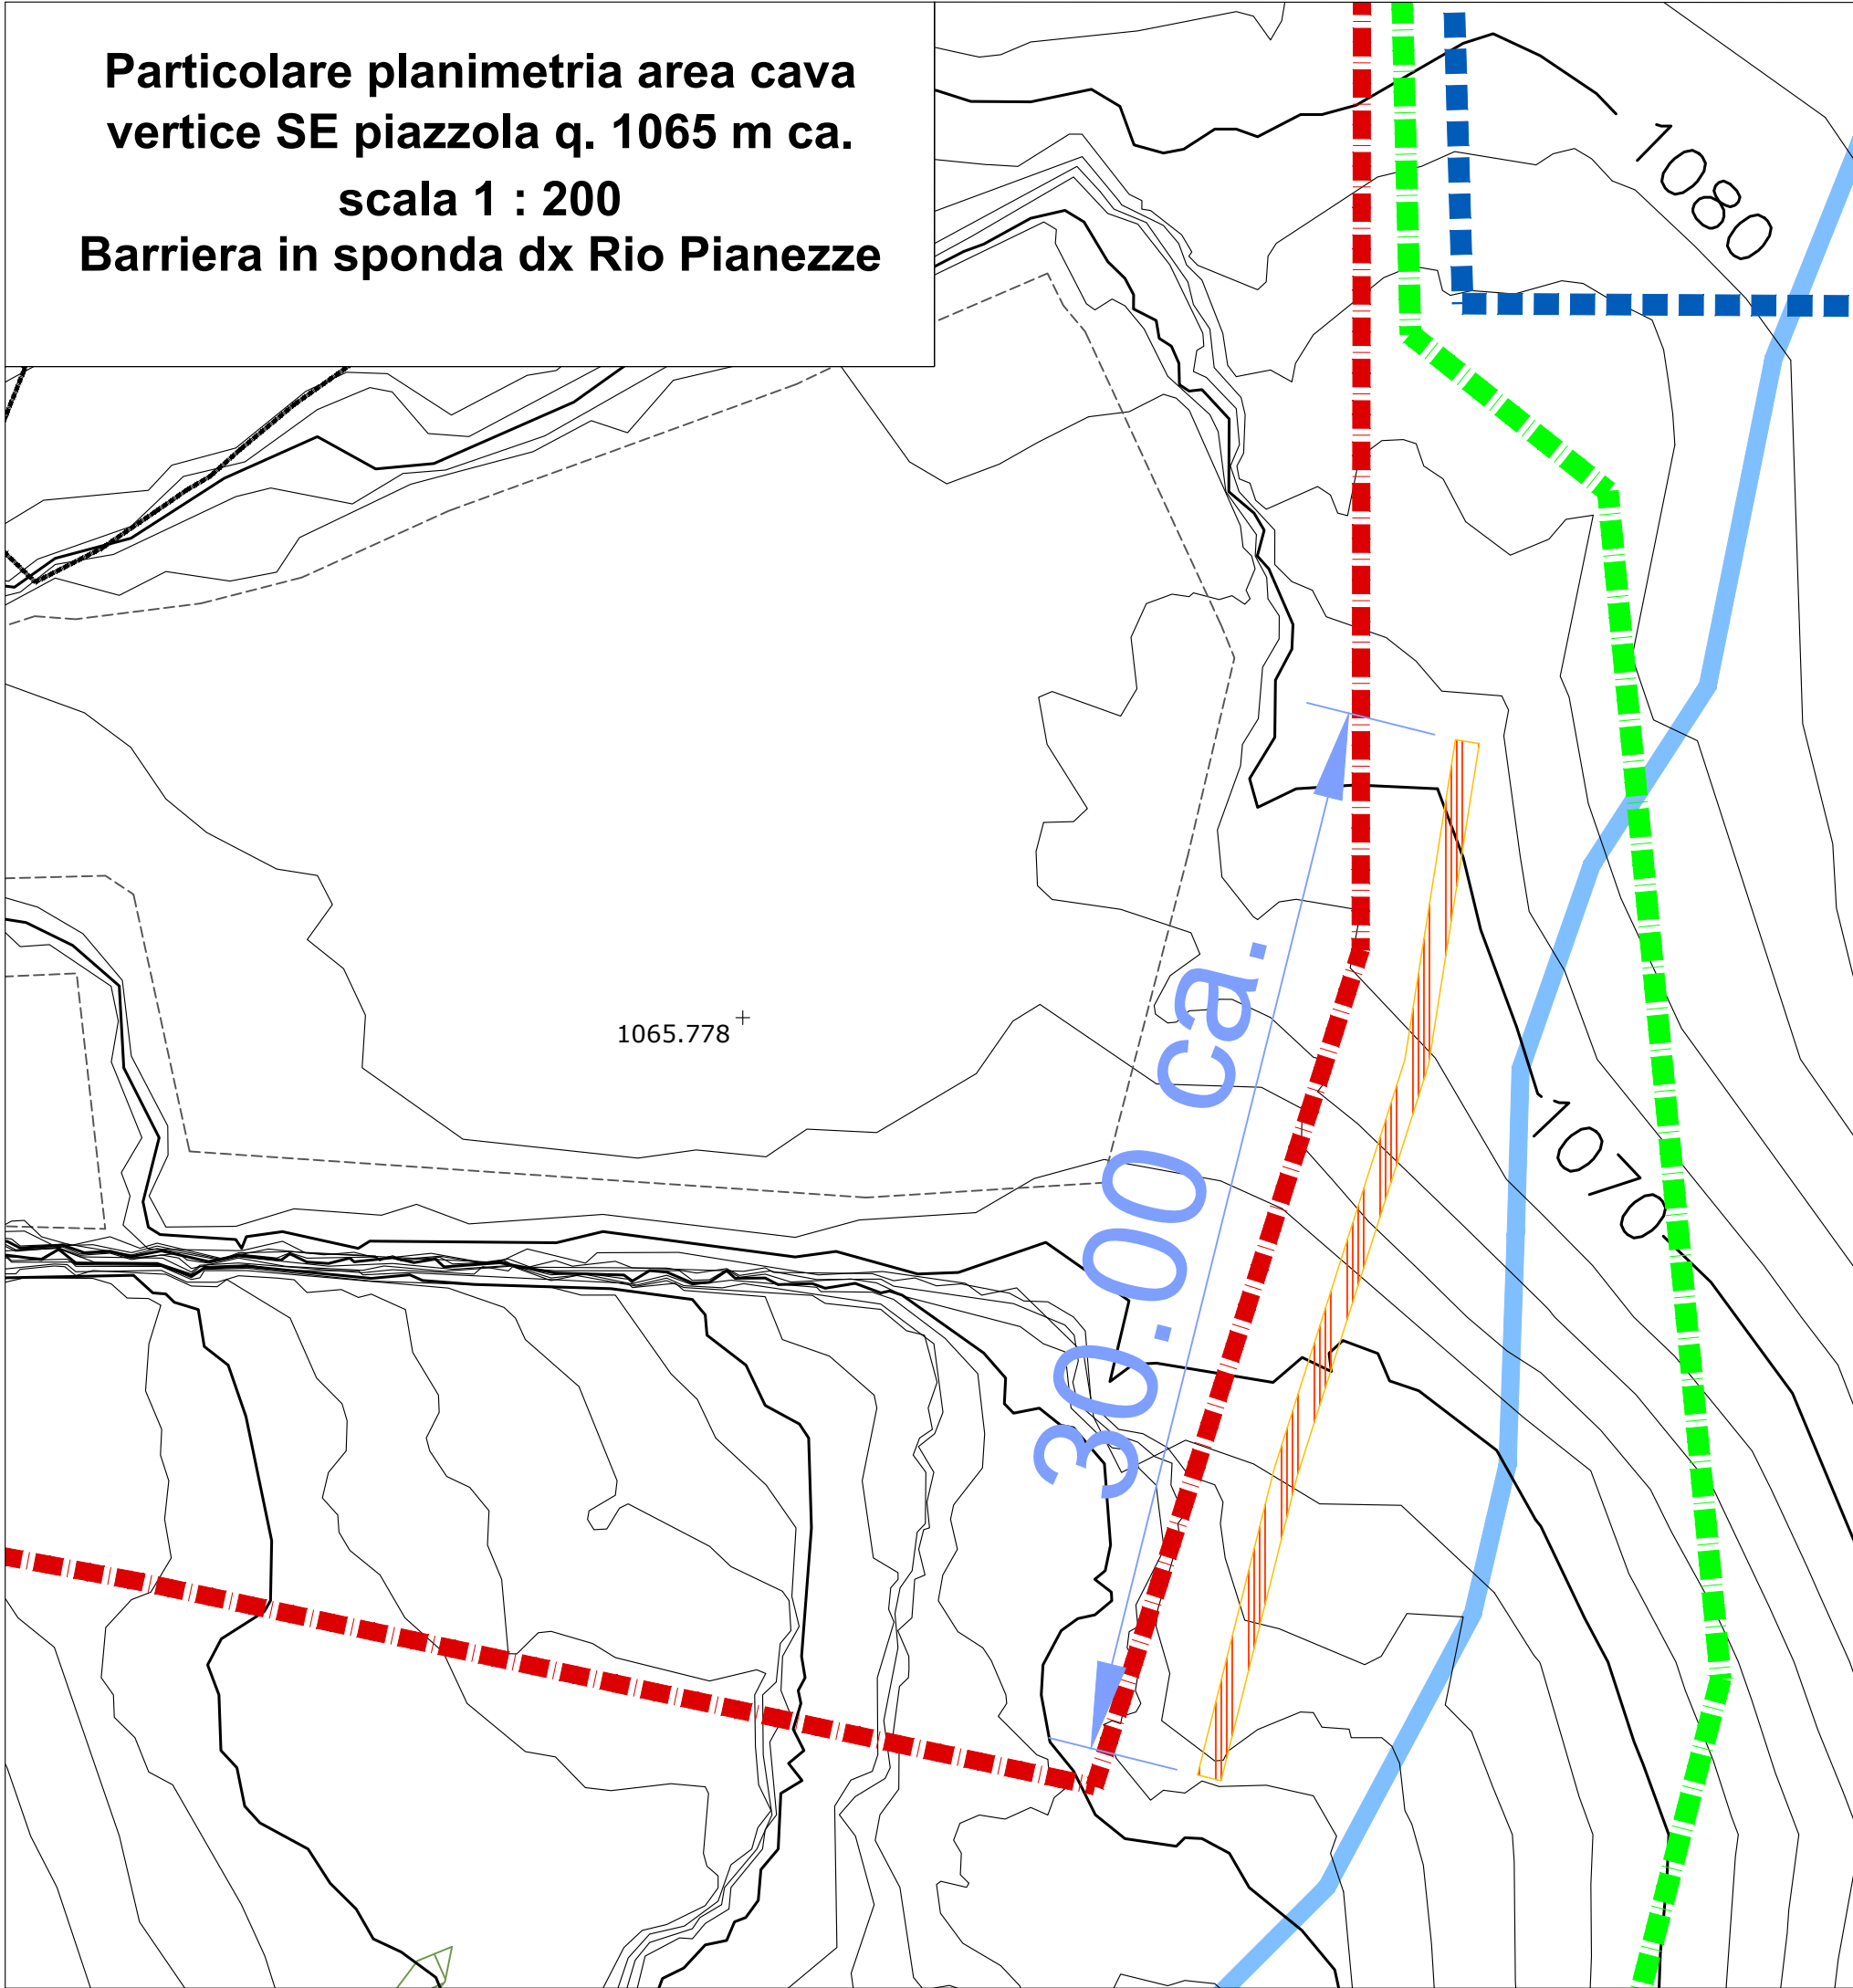 Particolare planimetria area cava
vertice SE piazzola q. 1065 m ca.
scala 1 : 200
Barriera in sponda dx Rio Pianezze
1080
1065.778
30.00 ca.
1070